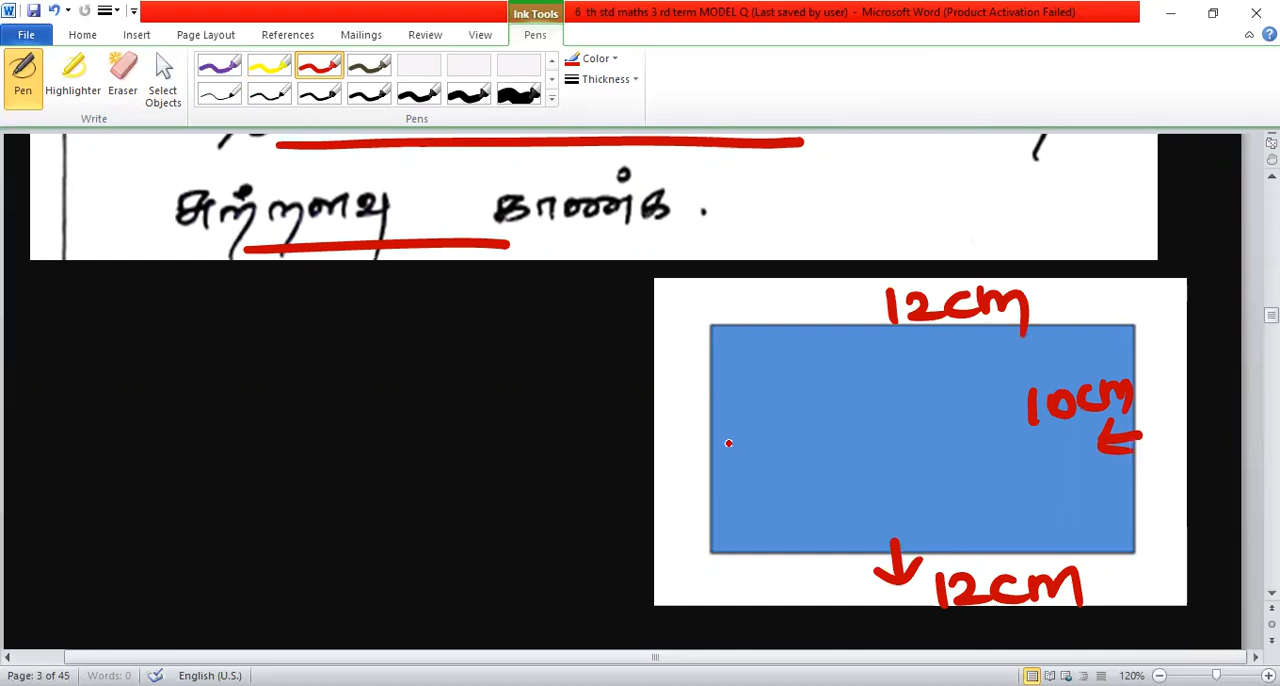 6 th std maths 3 rd term MODEL Q (Last saved by user) - Microsoft Word (Product Activation Failed)
Ink Tools
File Home Insert Page Layout References Mailings Review View Pens
Pen Highlighter Eraser Select Objects
Color
Thickness
Write Pens
சுற்றளவு காண்க .
12cm
10cm
12cm
Page: 3 of 45 Words: 0 English (U.S.) 120%